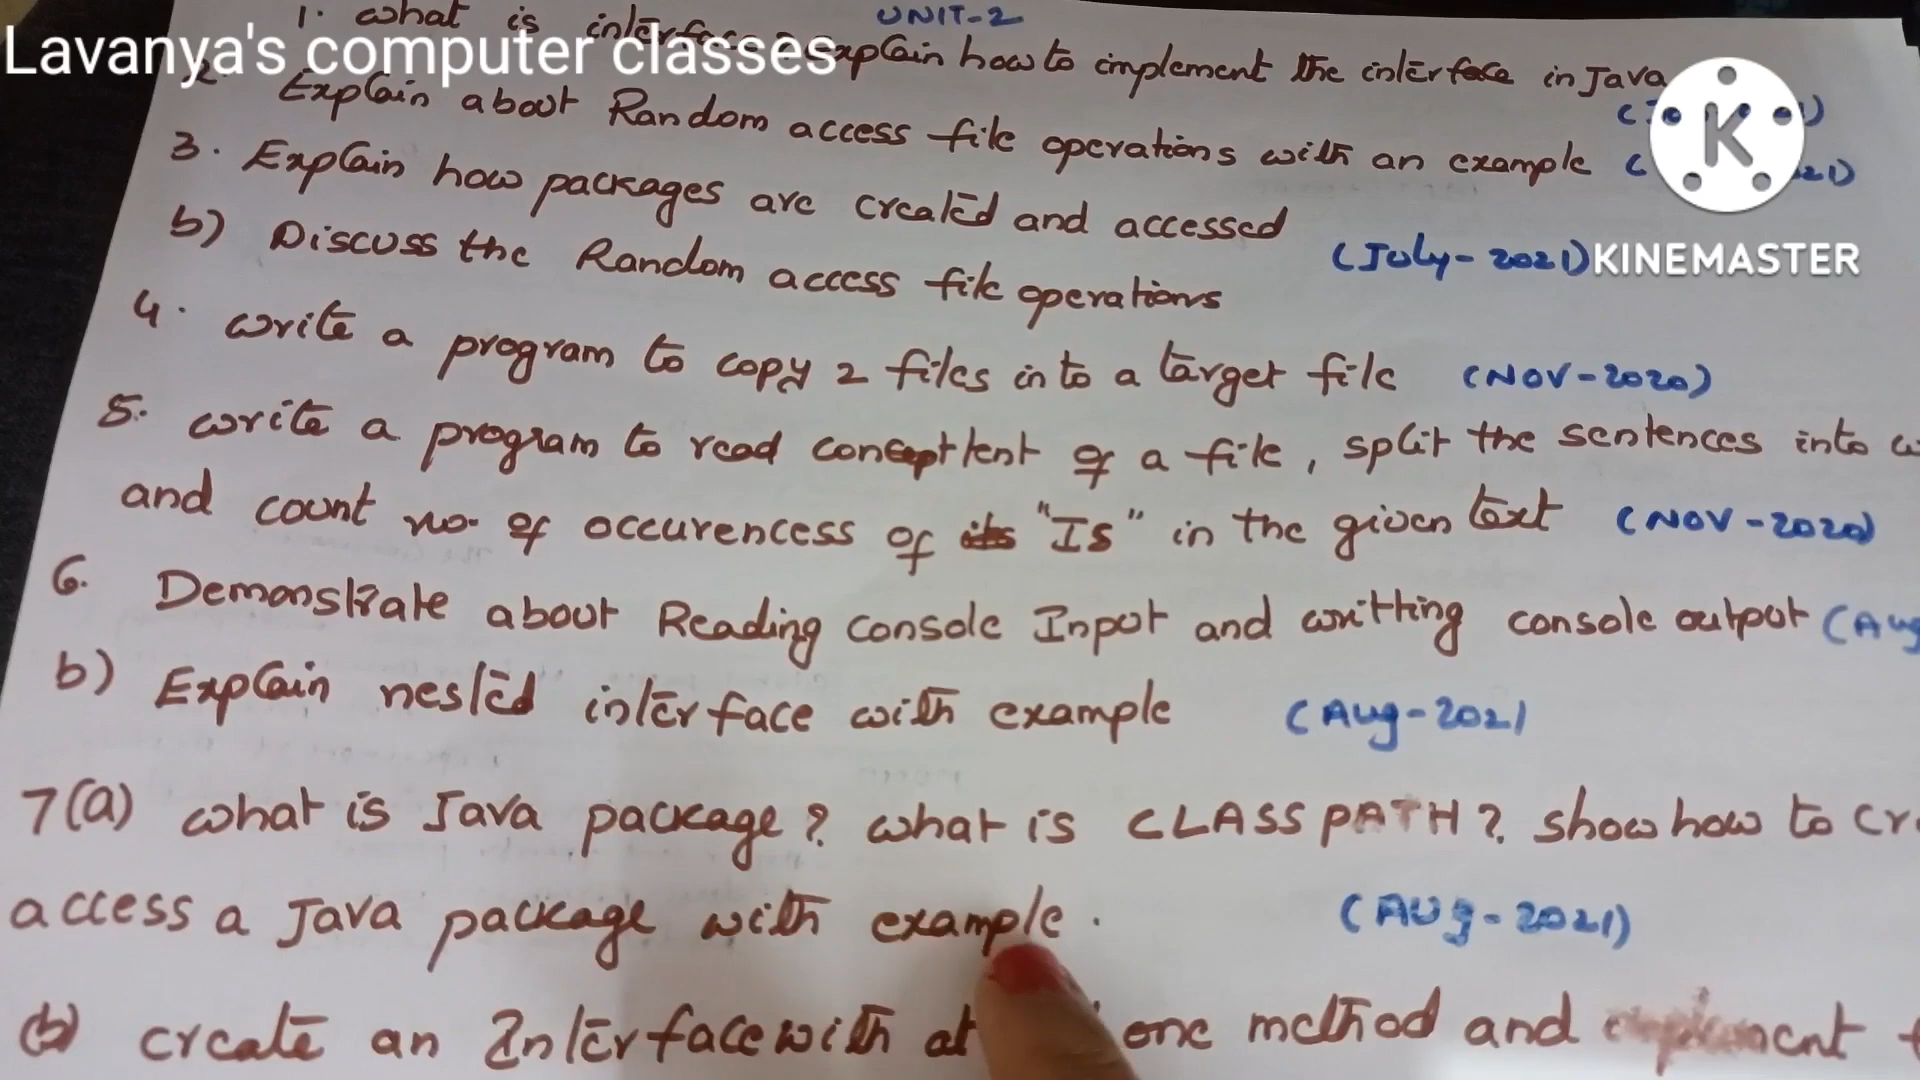 UNIT-2
1. what is interface explain how to implement the interface in Java
Lavanya's computer classes
2. Explain about Random access file operations with an example
3. Explain how packages are created and accessed
b) Discuss the Random access file operations
(July-2021)
KINEMASTER
4. write a program to copy 2 files into a target file (NOV-2020)
5. write a program to read content of a file, split the sentences into
and count no. of occurencess of "Is" in the given text (NOV-2020)
6. Demonstrate about Reading console Input and writting console output (Aug
b) Explain nested interface with example (Aug-2021
7(a) what is Java package? what is CLASSPATH? show how to cr
access a Java package with example. (AUg-2021)
(b) create an Interface with at one method and